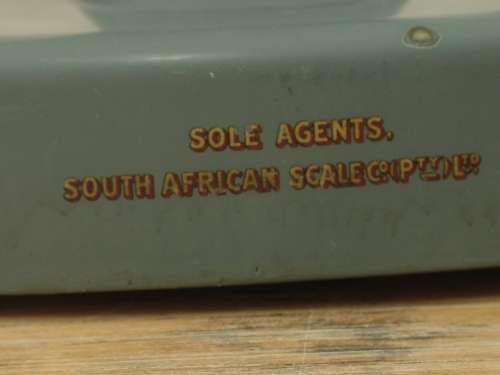 SOLE AGENTS.
SOUTH AFRICAN SCALE Co. (PTY) LTD.